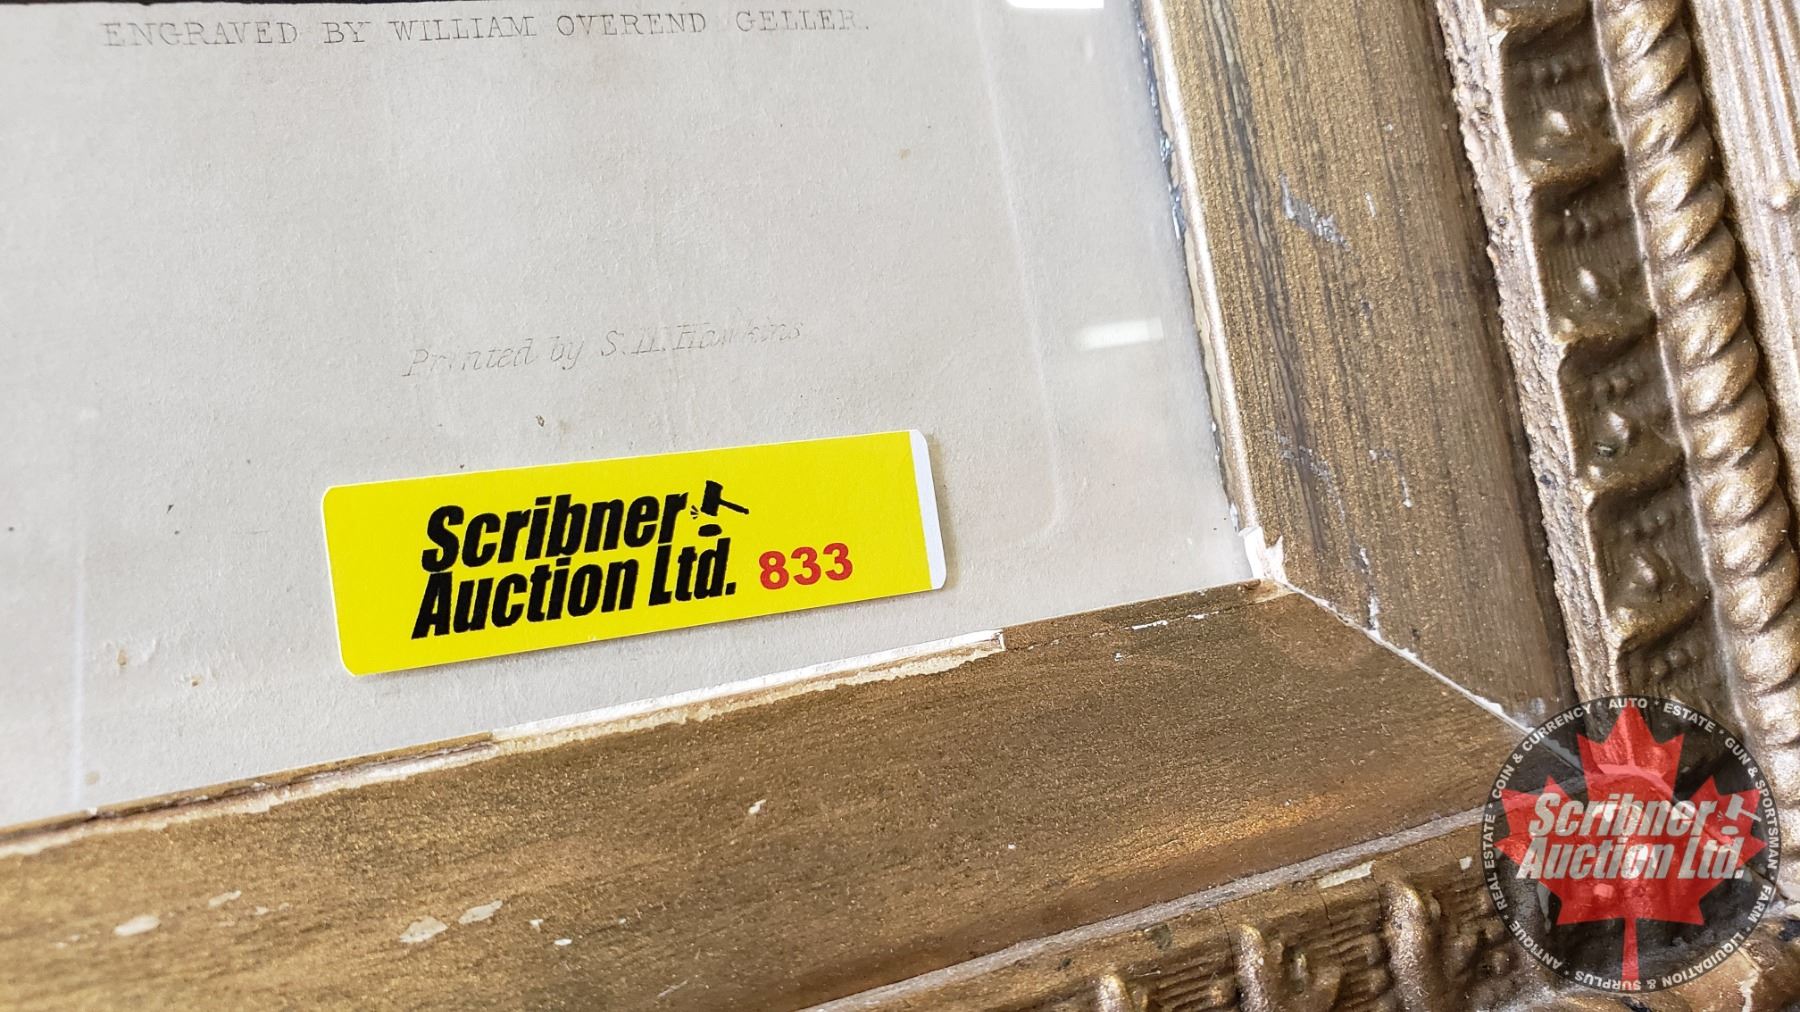 ENGRAVED BY WILLIAM OVEREND GELLER.
Printed by S.H. Hawkins
Scribner
Auction Ltd. 833
COIN & CURRENCY • AUTO • ESTATE • GUN & SPORTSMAN • FARM • LIQUIDATION & SURPLUS • ANTIQUE • REAL ESTATE •
Scribner
Auction Ltd.